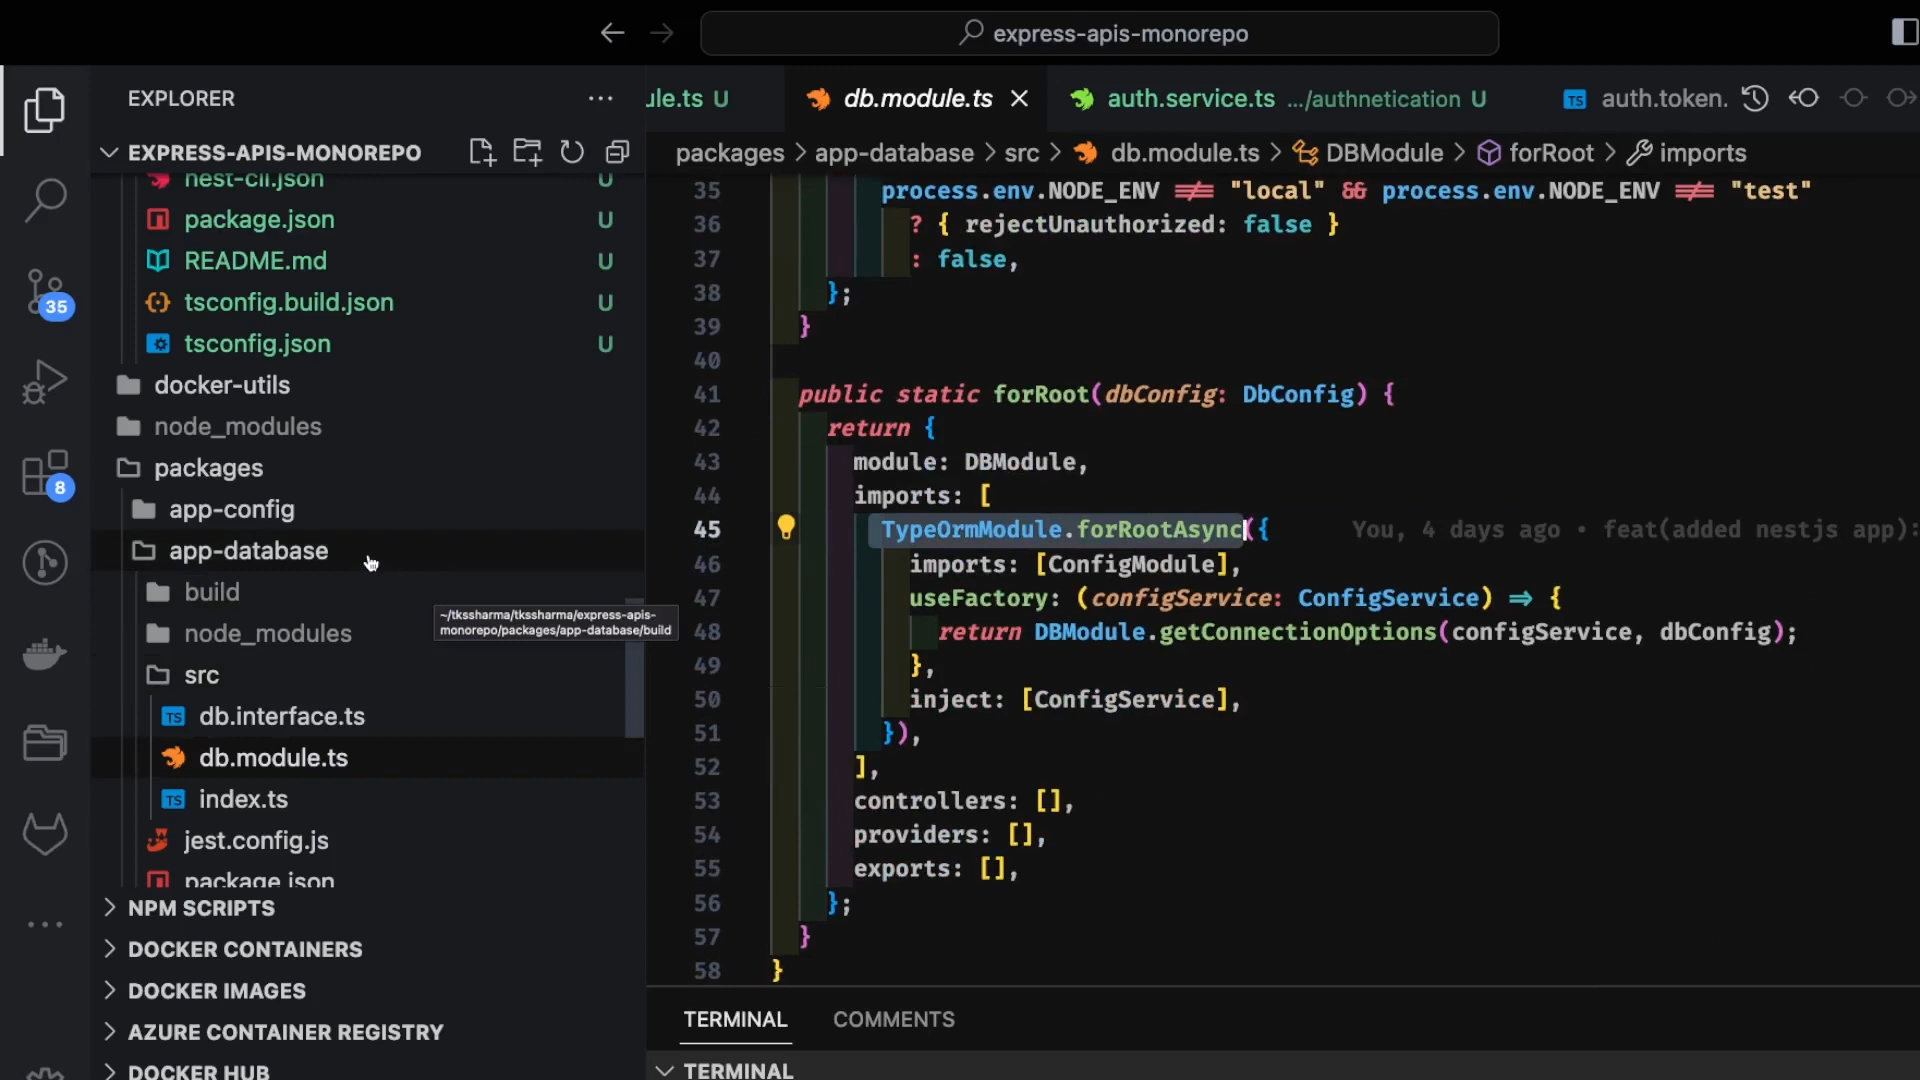 express-apis-monorepo
EXPLORER
ule.ts U
db.module.ts
auth.service.ts .../authnetication U
auth.token.
EXPRESS-APIS-MONOREPO
packages > app-database > src > db.module.ts > DBModule > forRoot > imports
nest-cli.json U
package.json U
README.md U
tsconfig.build.json U
tsconfig.json U
docker-utils
node_modules
packages
app-config
app-database
build
node_modules
~/tkssharma/tkssharma/express-apis-
monorepo/packages/app-database/build
src
db.interface.ts
db.module.ts
index.ts
jest.config.js
package.json
NPM SCRIPTS
DOCKER CONTAINERS
DOCKER IMAGES
AZURE CONTAINER REGISTRY
DOCKER HUB
35
8
35 process.env.NODE_ENV !== "local" && process.env.NODE_ENV !== "test"
36 ? { rejectUnauthorized: false }
37 : false,
38 };
39 }
40
41 public static forRoot(dbConfig: DbConfig) {
42 return {
43 module: DBModule,
44 imports: [
45 TypeOrmModule.forRootAsync({ You, 4 days ago • feat(added nestjs app):
46 imports: [ConfigModule],
47 useFactory: (configService: ConfigService) => {
48 return DBModule.getConnectionOptions(configService, dbConfig);
49 },
50 inject: [ConfigService],
51 }),
52 ],
53 controllers: [],
54 providers: [],
55 exports: [],
56 };
57 }
58 }
TERMINAL COMMENTS
TERMINAL